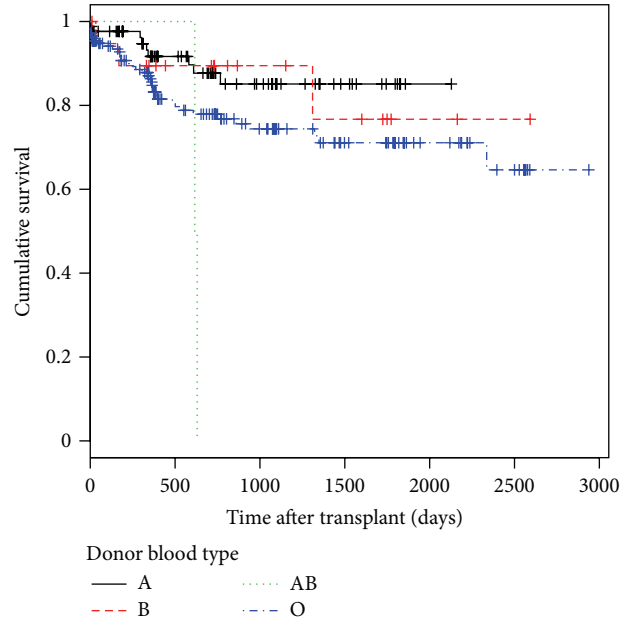 1
0.8
0.6
0.4
0.2
0
Cumulative survival
0 500 1000 1500 2000 2500 3000
Time after transplant (days)
Donor blood type
A AB
B O